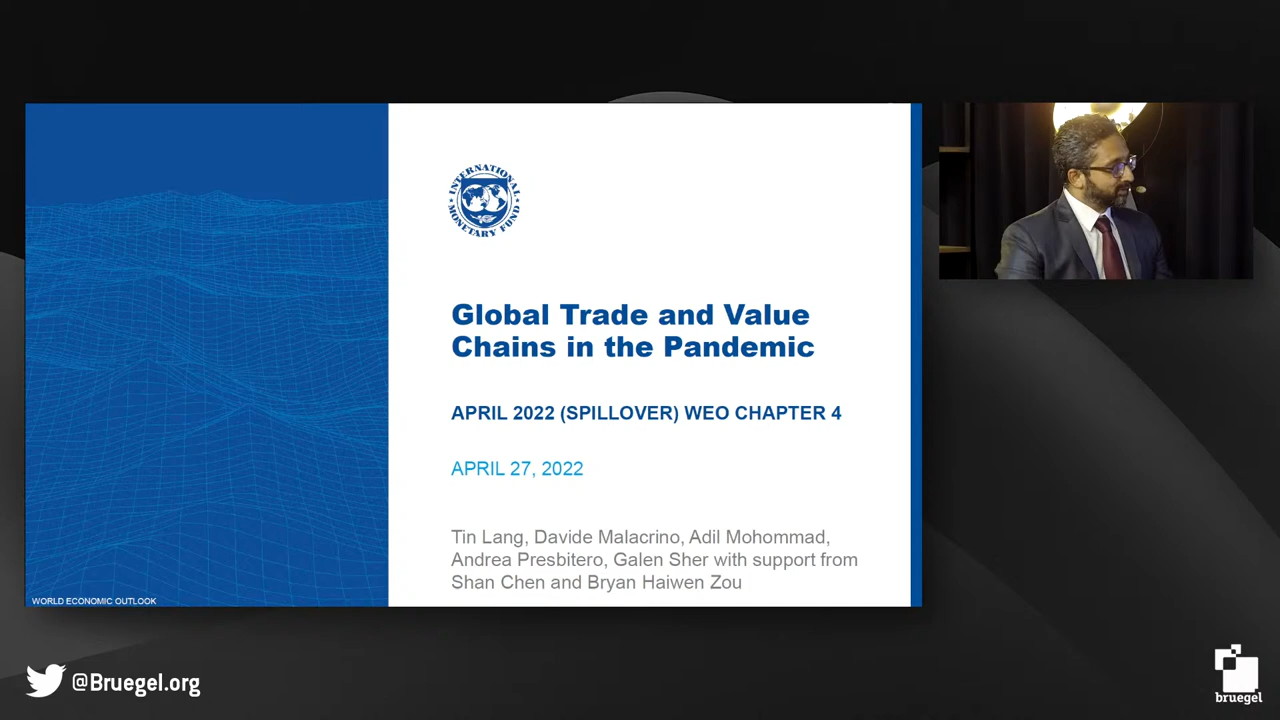 INTERNATIONAL
MONETARY FUND
Global Trade and Value
Chains in the Pandemic
APRIL 2022 (SPILLOVER) WEO CHAPTER 4
APRIL 27, 2022
Tin Lang, Davide Malacrino, Adil Mohommad,
Andrea Presbitero, Galen Sher with support from
Shan Chen and Bryan Haiwen Zou
WORLD ECONOMIC OUTLOOK
@Bruegel.org
bruegel